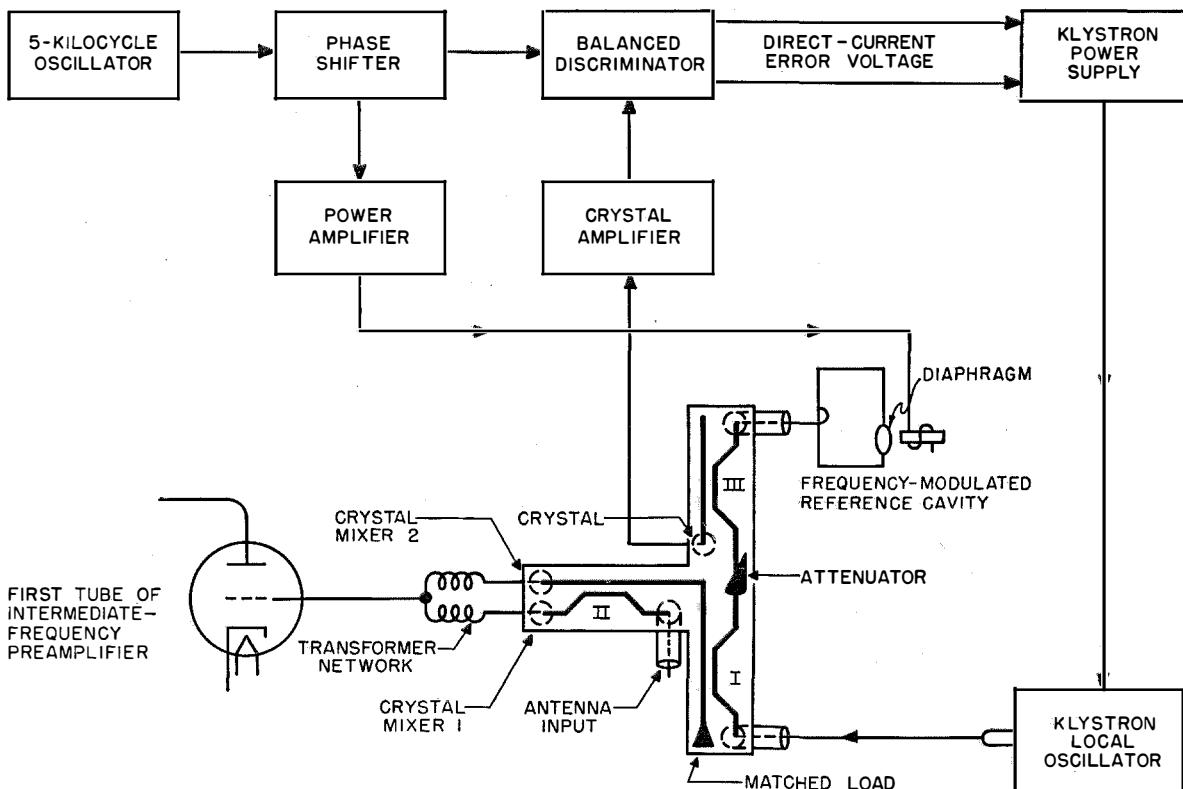 5-KILOCYCLE
OSCILLATOR
PHASE
SHIFTER
BALANCED
DISCRIMINATOR
DIRECT-CURRENT
ERROR VOLTAGE
KLYSTRON
POWER
SUPPLY
POWER
AMPLIFIER
CRYSTAL
AMPLIFIER
DIAPHRAGM
III
FREQUENCY-MODULATED
REFERENCE CAVITY
CRYSTAL
MIXER 2
CRYSTAL
ATTENUATOR
FIRST TUBE OF
INTERMEDIATE-
FREQUENCY
PREAMPLIFIER
II
TRANSFORMER
NETWORK
I
CRYSTAL
MIXER 1
ANTENNA
INPUT
KLYSTRON
LOCAL
OSCILLATOR
MATCHED LOAD